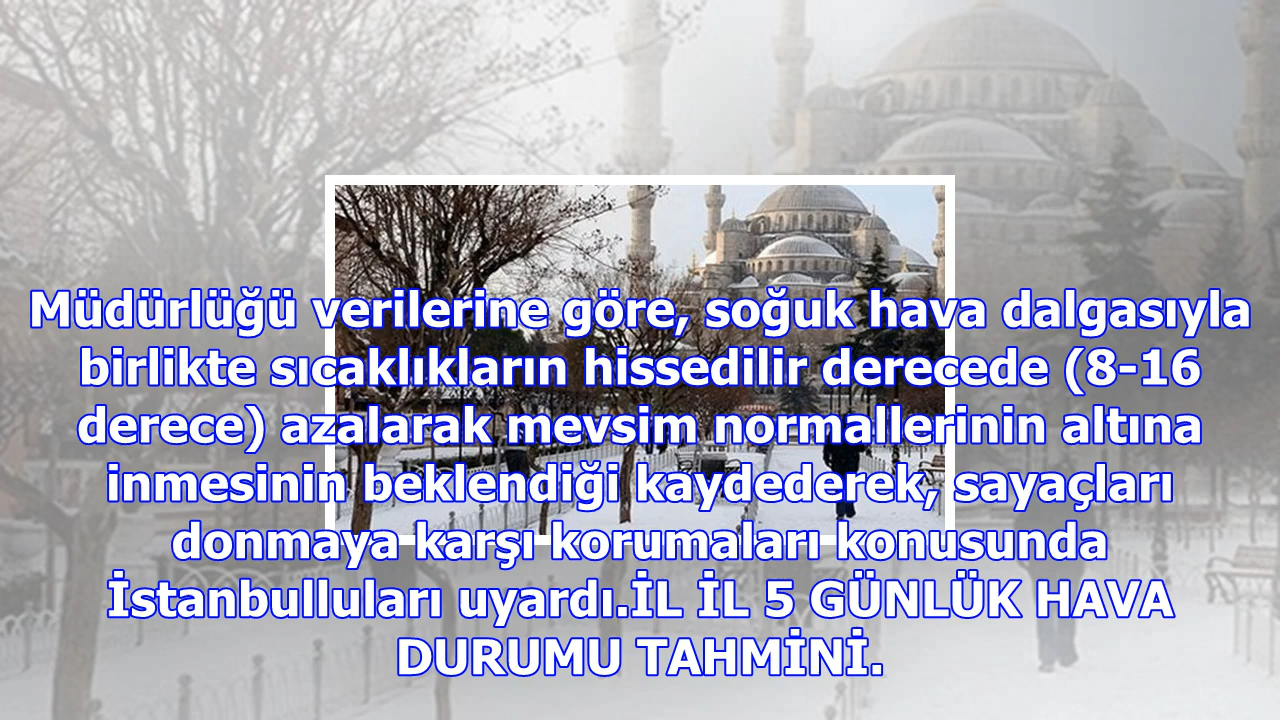 Müdürlüğü verilerine göre, soğuk hava dalgasıyla
birlikte sıcaklıkların hissedilir derecede (8-16
derece) azalarak mevsim normallerinin altına
inmesinin beklendiği kaydederek, sayaçları
donmaya karşı korumaları konusunda
İstanbulluları uyardı.İL İL 5 GÜNLÜK HAVA
DURUMU TAHMİNİ.